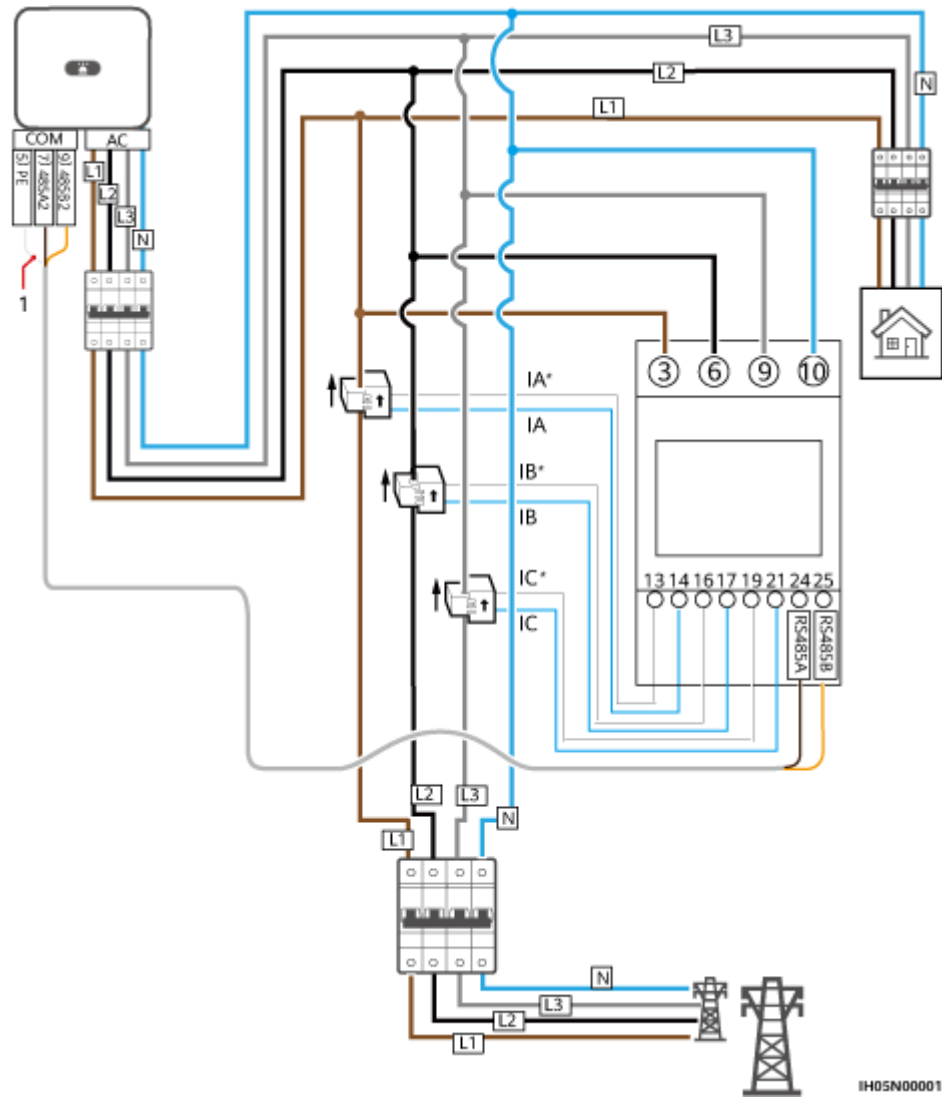 L3
L2
N
L1
COM
AC
5) PE
7) 485A2
9) 485B2
L1
L2
L3
N
1
3
6
9
10
IA*
IA
IB*
IB
IC*
IC
13 14 16 17 19 21 24 25
RS485A
RS485B
L2
L3
N
L1
N
L3
L2
L1
IH05N00001